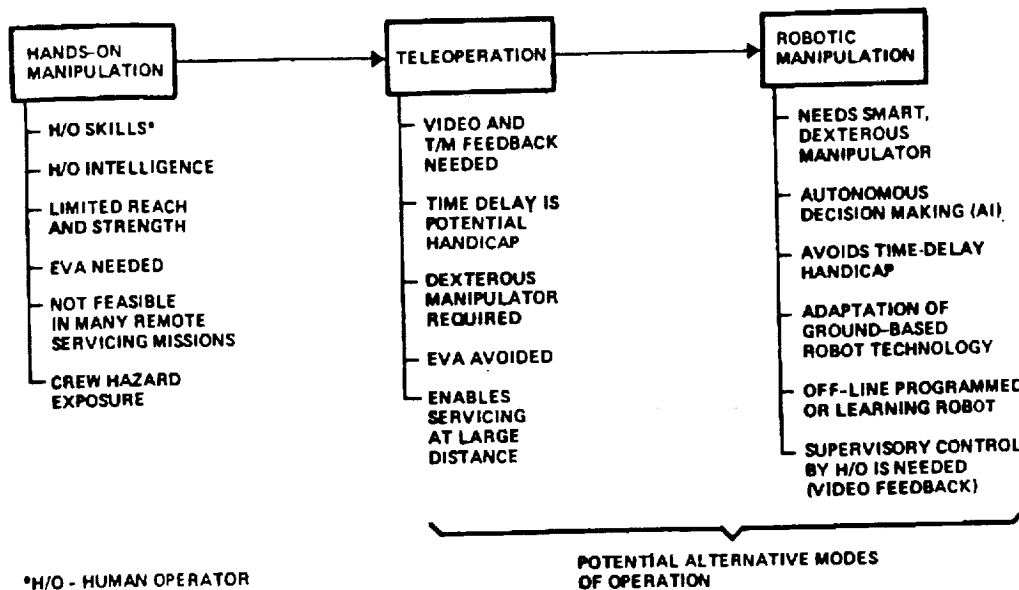 HANDS-ON
MANIPULATION
H/O SKILLS*
H/O INTELLIGENCE
LIMITED REACH
AND STRENGTH
EVA NEEDED
NOT FEASIBLE
IN MANY REMOTE
SERVICING MISSIONS
CREW HAZARD
EXPOSURE
TELEOPERATION
VIDEO AND
T/M FEEDBACK
NEEDED
TIME DELAY IS
POTENTIAL
HANDICAP
DEXTEROUS
MANIPULATOR
REQUIRED
EVA AVOIDED
ENABLES
SERVICING
AT LARGE
DISTANCE
ROBOTIC
MANIPULATION
NEEDS SMART,
DEXTEROUS
MANIPULATOR
AUTONOMOUS
DECISION MAKING (AI)
AVOIDS TIME-DELAY
HANDICAP
ADAPTATION OF
GROUND-BASED
ROBOT TECHNOLOGY
OFF-LINE PROGRAMMED
OR LEARNING ROBOT
SUPERVISORY CONTROL
BY H/O IS NEEDED
(VIDEO FEEDBACK)
POTENTIAL ALTERNATIVE MODES
OF OPERATION
*H/O - HUMAN OPERATOR